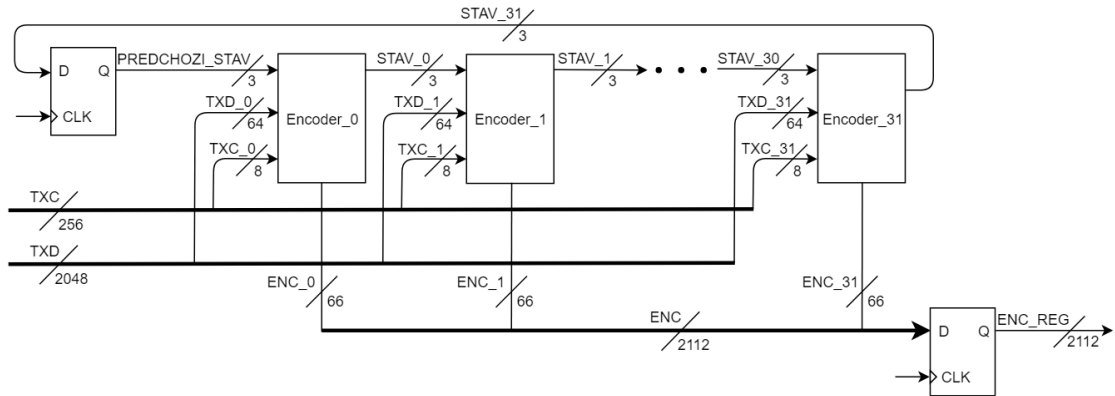 STAV_31
3
D Q
CLK
PREDCHOZI_STAV
3
TXD_0
64
TXC_0
8
Encoder_0
STAV_0
3
TXD_1
64
TXC_1
8
Encoder_1
STAV_1
3
STAV_30
3
TXD_31
64
TXC_31
8
Encoder_31
TXC
256
TXD
2048
ENC_0
66
ENC_1
66
ENC_31
66
ENC
2112
D Q
CLK
ENC_REG
2112